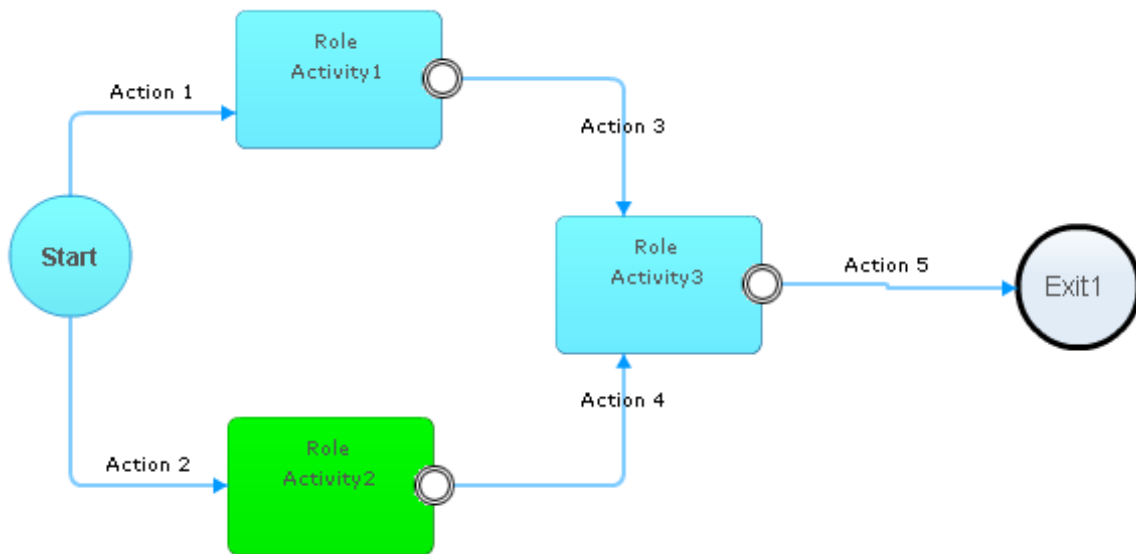 Role
Activity1
Action 1
Action 3
Start
Role
Activity3
Action 5
Exit1
Action 4
Role
Activity2
Action 2